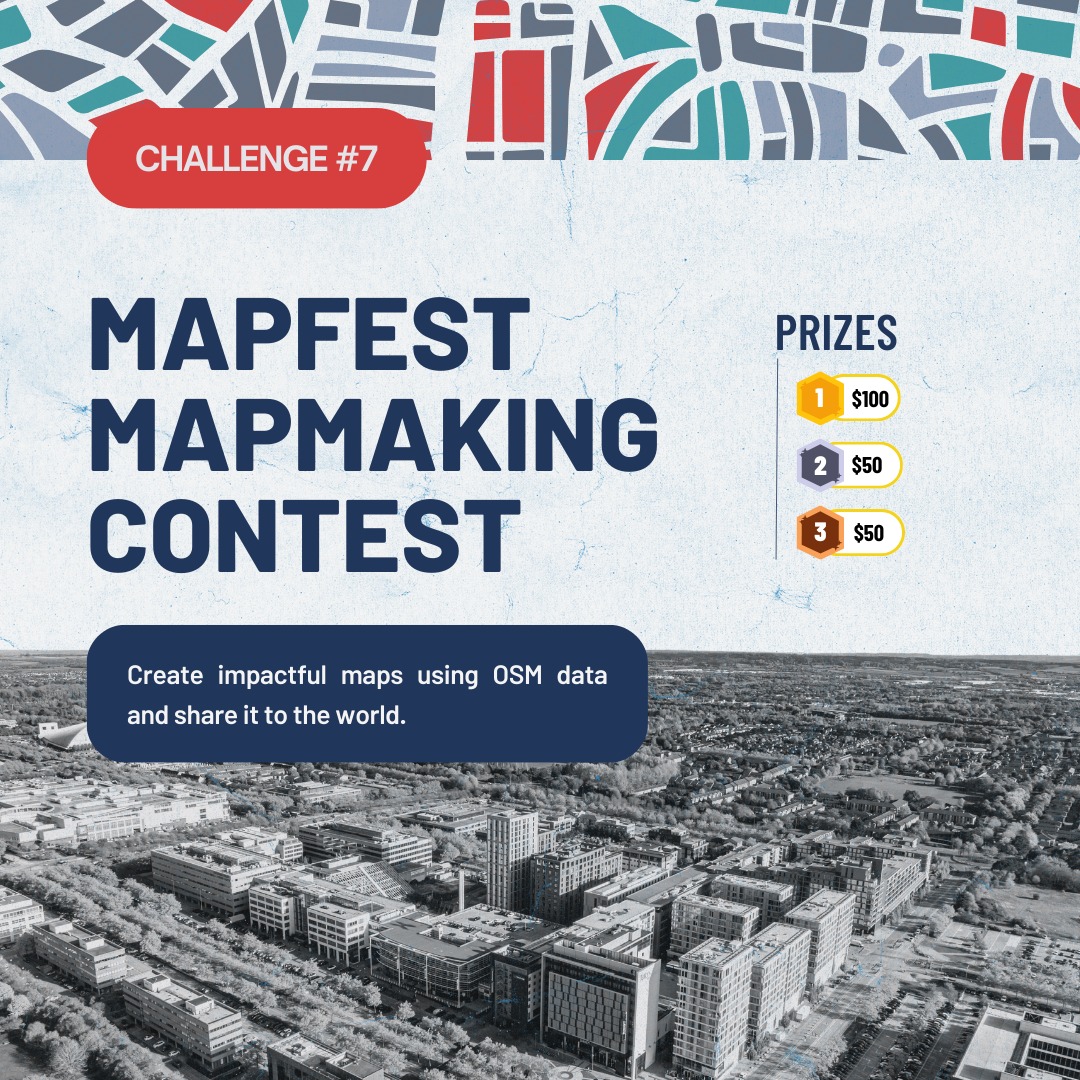 CHALLENGE #7
MAPFEST
MAPMAKING
CONTEST
PRIZES
1 $100
2 $50
3 $50
Create impactful maps using OSM data
and share it to the world.